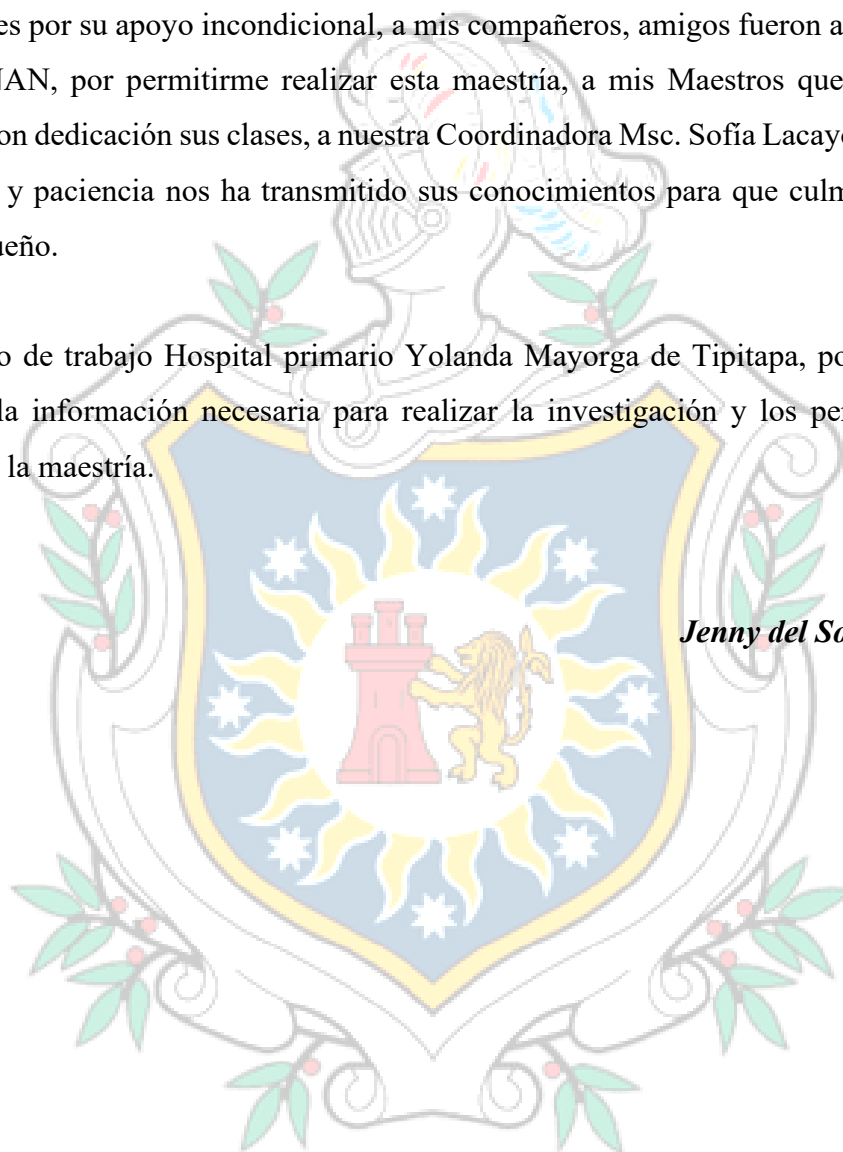 es por su apoyo incondicional, a mis compañeros, amigos fueron a
NAN, por permitirme realizar esta maestría, a mis Maestros que
on dedicación sus clases, a nuestra Coordinadora Msc. Sofía Lacayo
y paciencia nos ha transmitido sus conocimientos para que culm
ueño.
o de trabajo Hospital primario Yolanda Mayorga de Tipitapa, po
la información necesaria para realizar la investigación y los per
la maestría.
Jenny del So